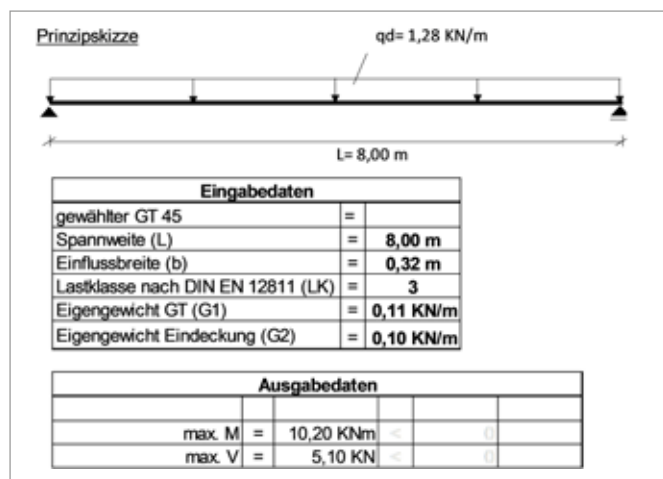 Prinzipskizze
qd= 1,28 KN/m
L= 8,00 m
Eingabedaten
gewählter GT 45 =
Spannweite (L) = 8,00 m
Einflussbreite (b) = 0,32 m
Lastklasse nach DIN EN 12811 (LK) = 3
Eigengewicht GT (G1) = 0,11 KN/m
Eigengewicht Eindeckung (G2) = 0,10 KN/m
Ausgabedaten
max. M = 10,20 KNm < 0
max. V = 5,10 KN < 0